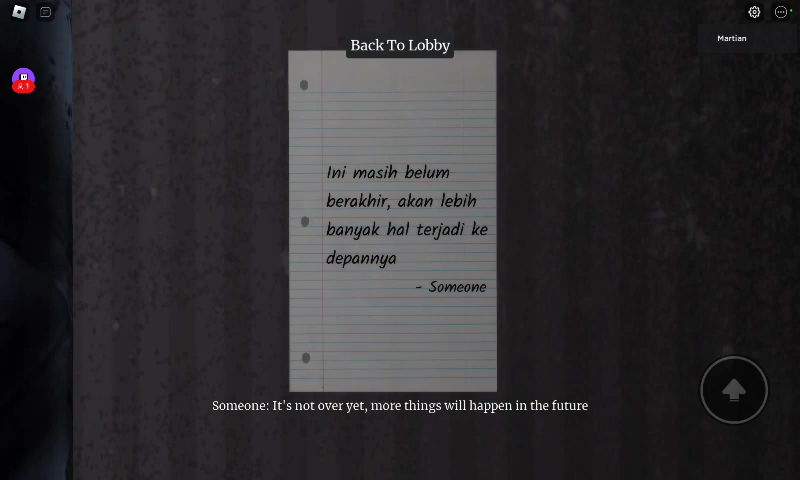 Back To Lobby
Martian
1
Ini masih belum
berakhir, akan lebih
banyak hal terjadi ke
depannya
- Someone
Someone: It's not over yet, more things will happen in the future